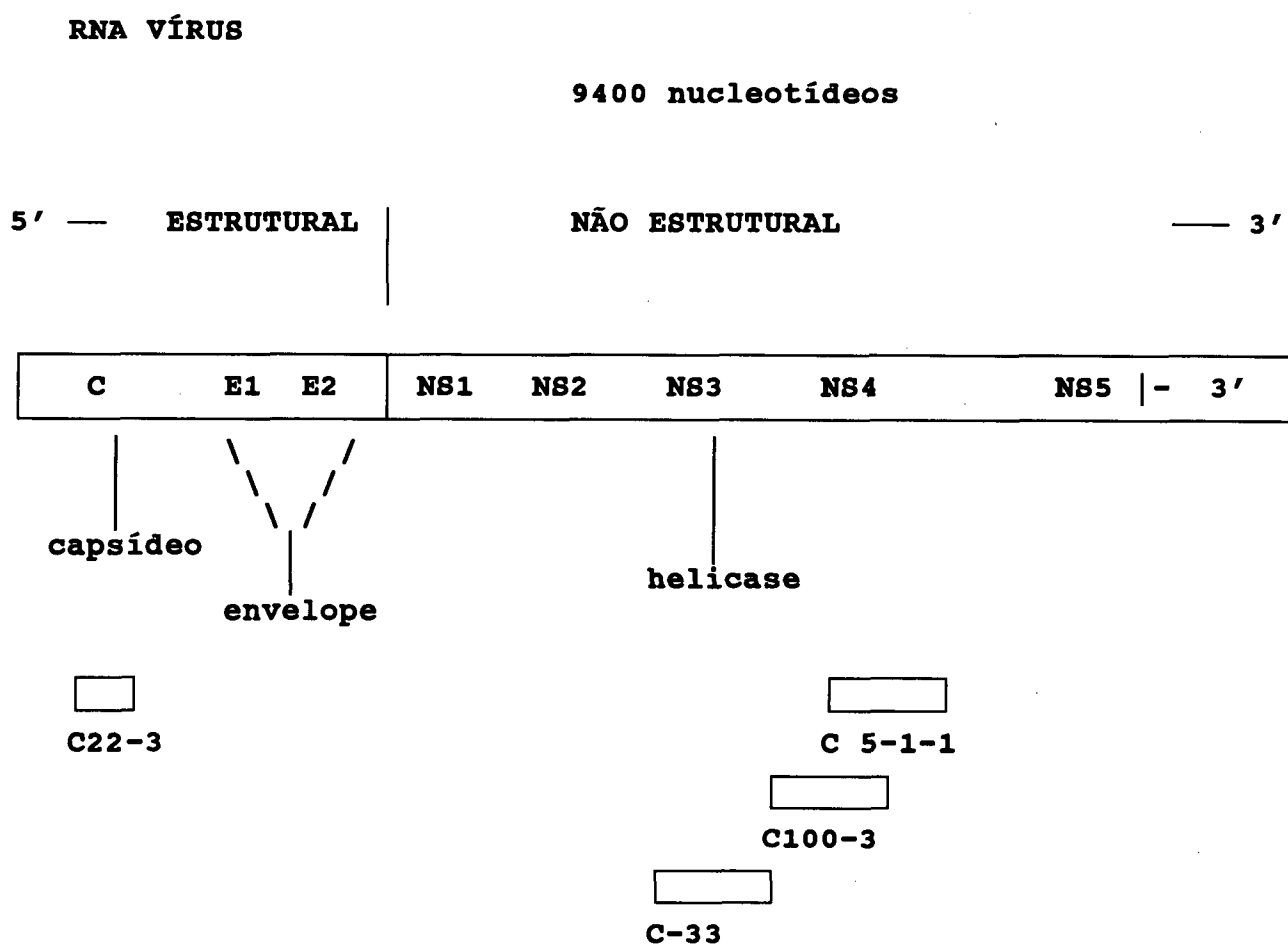 RNA VÍRUS
9400 nucleotídeos
5′ — ESTRUTURAL | NÃO ESTRUTURAL — 3′
C E1 E2 NS1 NS2 NS3 NS4 NS5 |- 3′
capsídeo
helicase
envelope
C22-3 C 5-1-1
C100-3
C-33